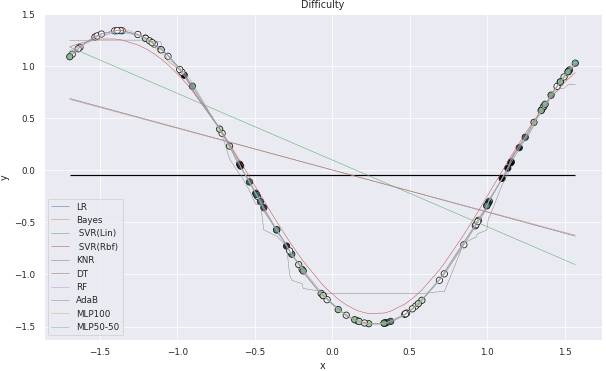 Difficulty
1.5
1.0
0.5
0.0
−0.5
−1.0
−1.5
y
LR
Bayes
SVR(Lin)
SVR(Rbf)
KNR
DT
RF
AdaB
MLP100
MLP50-50
−1.5
−1.0
−0.5
0.0
0.5
1.0
1.5
x